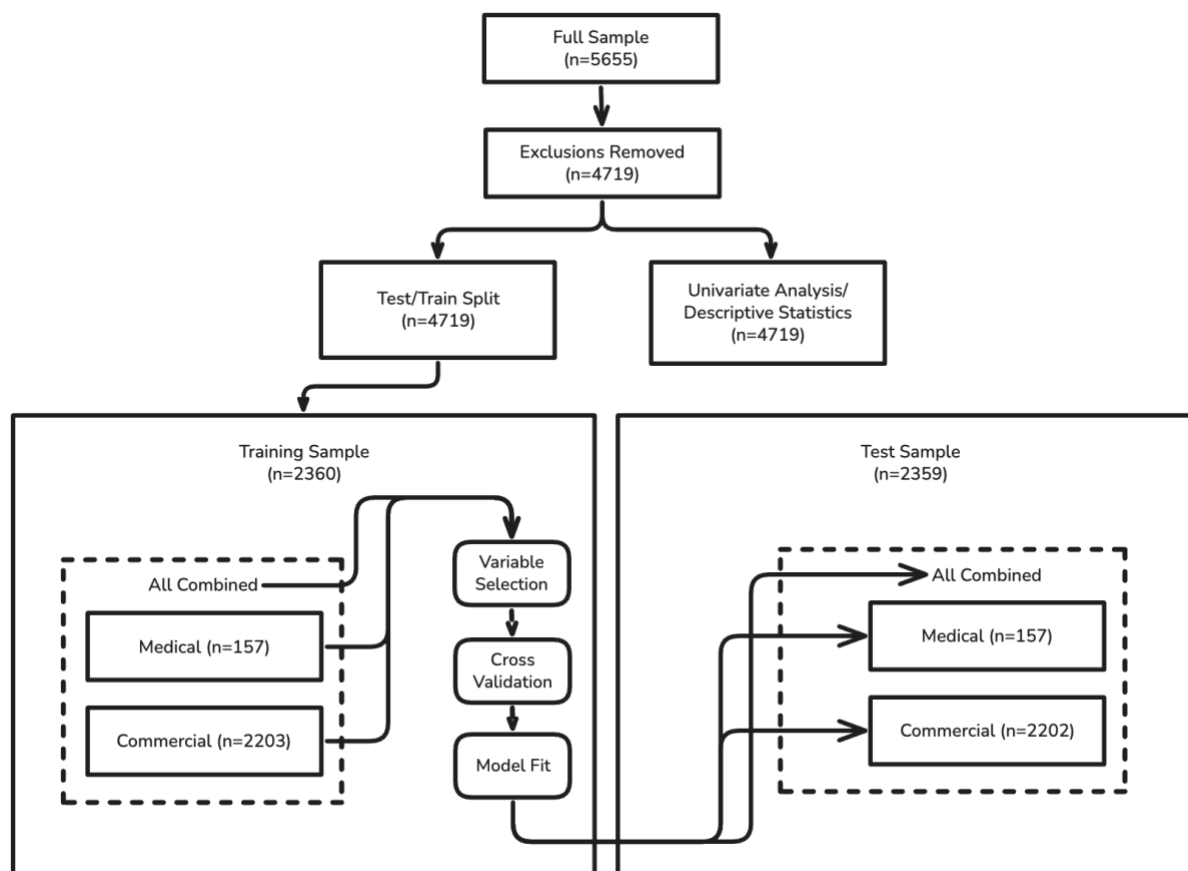 Full Sample
(n=5655)
Exclusions Removed
(n=4719)
Test/Train Split
(n=4719)
Univariate Analysis/
Descriptive Statistics
(n=4719)
Training Sample
(n=2360)
All Combined
Medical (n=157)
Commercial (n=2203)
Variable
Selection
Cross
Validation
Model Fit
Test Sample
(n=2359)
All Combined
Medical (n=157)
Commercial (n=2202)